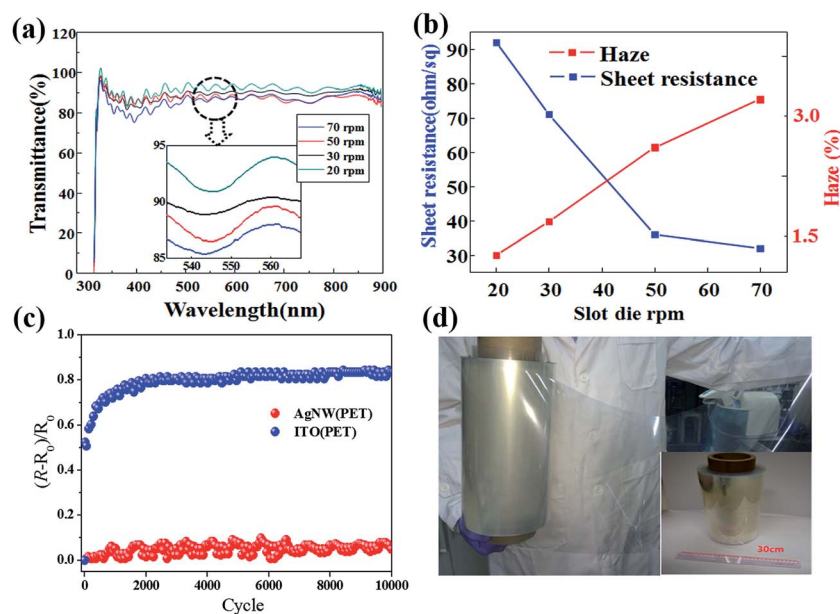 (a)
Transmittance(%)
120
100
80
60
40
20
0
70 rpm
50 rpm
30 rpm
20 rpm
95
90
85
540
550
560
300
400
500
600
700
800
900
Wavelength(nm)
(b)
Sheet resistance(ohm/sq)
90
80
70
60
50
40
30
Haze
Sheet resistance
3.0
1.5
Haze (%)
20
30
40
50
60
70
Slot die rpm
(c)
(R-R₀)/R₀
1.0
0.8
0.6
0.4
0.2
0.0
AgNW(PET)
ITO(PET)
0
2000
4000
6000
8000
10000
Cycle
(d)
30cm